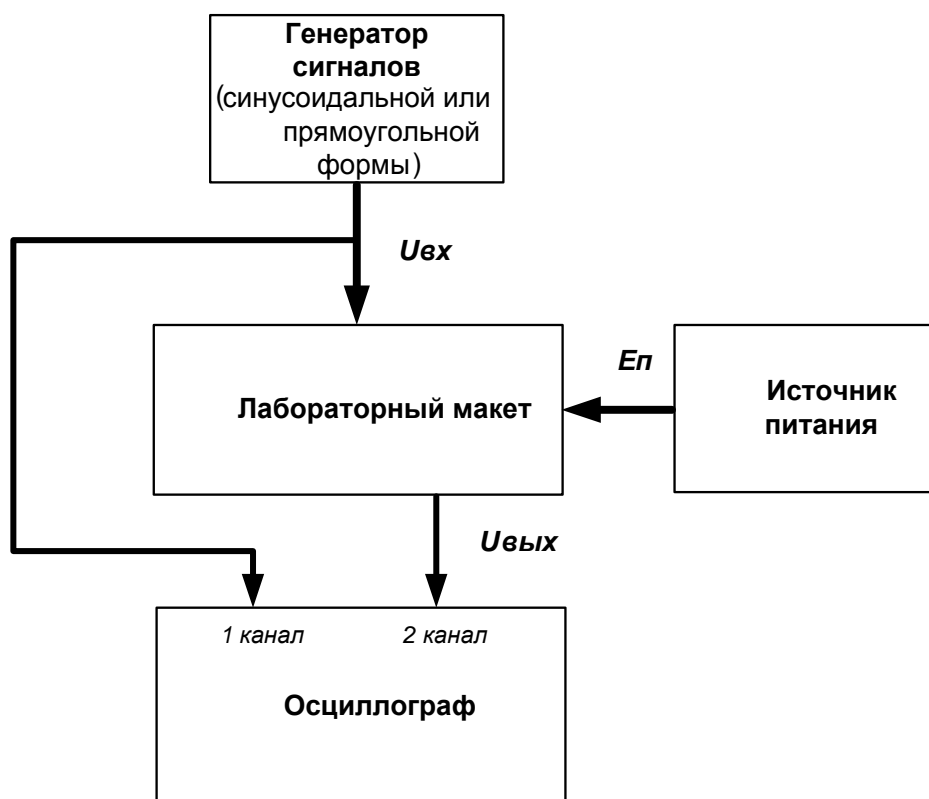 Генератор
сигналов
(синусоидальной или
прямоугольной
формы)
Uвх
Eп
Лабораторный макет
Источник
питания
Uвых
1 канал
2 канал
Осциллограф